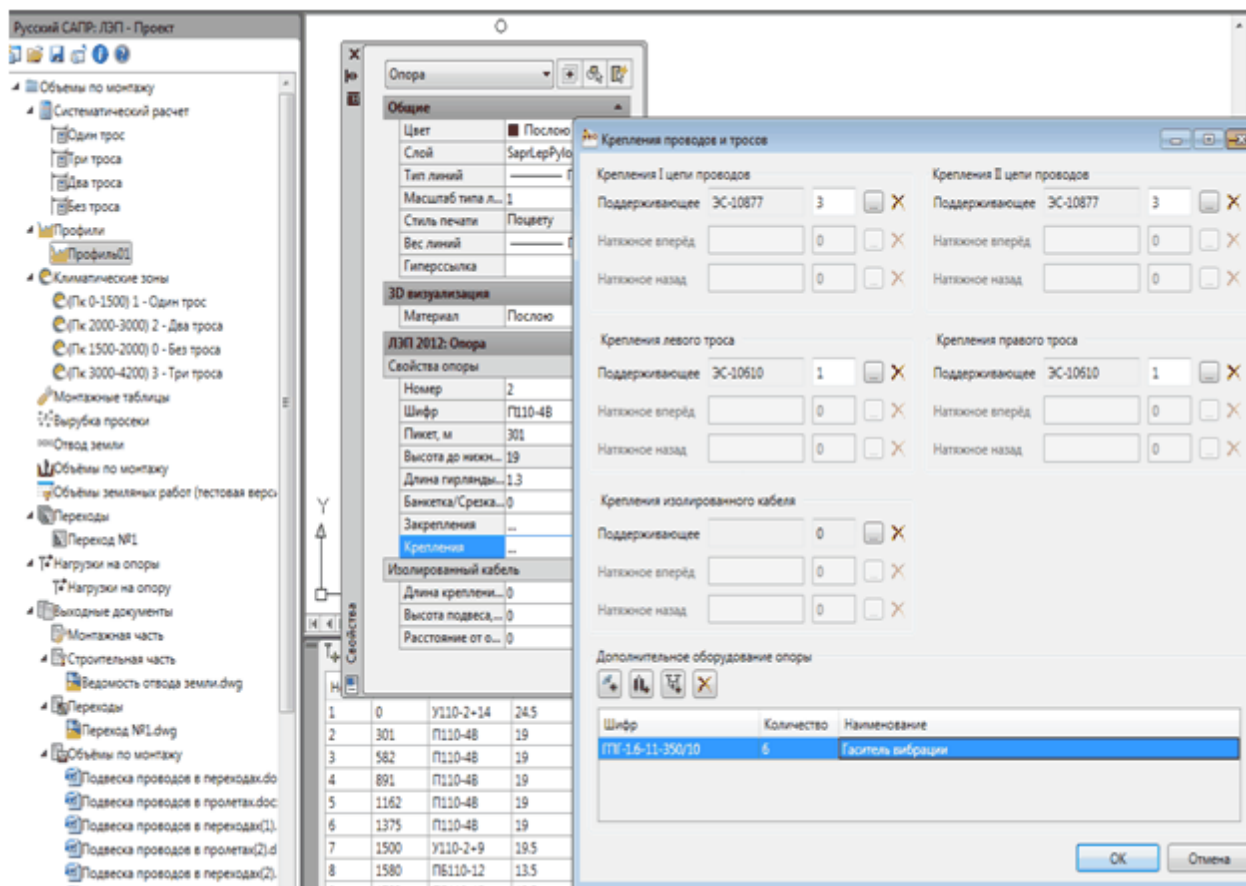 Русский САПР: ЛЭП - Проект
Объемы по монтажу
Систематический расчет
Один трос
Три троса
Два троса
Без троса
Профили
Профиль01
Климатические зоны
(Пк 0-1500) 1 - Один трос
(Пк 2000-3000) 2 - Два троса
(Пк 1500-2000) 0 - Без троса
(Пк 3000-4200) 3 - Три троса
Монтажные таблицы
Вырубка просеки
Отвод земли
Объёмы по монтажу
Объёмы земляных работ (тестовая верс
Переходы
Переход №1
Нагрузки на опоры
Нагрузки на опору
Выходные документы
Монтажная часть
Строительная часть
Ведомость отвода земли.dwg
Переходы
Переход №1.dwg
Объёмы по монтажу
Подвеска проводов в переходах.do
Подвеска проводов в пролетах.doc
Подвеска проводов в переходах(1).
Подвеска проводов в пролетах(2).d
Подвеска проводов в переходах(2).
Y
Свойства
Опора
Общие
Цвет Послою
Слой SaprLepPylo
Тип линий
Масштаб типа л... 1
Стиль печати Поцвету
Вес линий
Гиперссылка
3D визуализация
Материал Послою
ЛЭП 2012: Опора
Свойства опоры
Номер 2
Шифр П110-4В
Пикет, м 301
Высота до нижн... 19
Длина гирлянды... 1.3
Банкетка/Срезка... 0
Закрепления ...
Крепления ...
Изолированный кабель
Длина креплени... 0
Высота подвеса,... 0
Расстояние от о... 0
1 0 У110-2+14 24.5
2 301 П110-4В 19
3 582 П110-4В 19
4 891 П110-4В 19
5 1162 П110-4В 19
6 1375 П110-4В 19
7 1500 У110-2+9 19.5
8 1580 ПБ110-12 13.5
Крепления проводов и тросов
Крепления I цепи проводов
Поддерживающее ЭС-10877 3 ...
Натяжное вперёд 0 ...
Натяжное назад 0 ...
Крепления II цепи проводов
Поддерживающее ЭС-10877 3 ...
Натяжное вперёд 0 ...
Натяжное назад 0 ...
Крепления левого троса
Поддерживающее ЭС-10610 1 ...
Натяжное вперёд 0 ...
Натяжное назад 0 ...
Крепления правого троса
Поддерживающее ЭС-10610 1 ...
Натяжное вперёд 0 ...
Натяжное назад 0 ...
Крепления изолированного кабеля
Поддерживающее 0 ...
Натяжное вперёд 0 ...
Натяжное назад 0 ...
Дополнительное оборудование опоры
Шифр Количество Наименование
ГПГ-1.6-11-350/10 6 Гаситель вибрации
OK Отмена